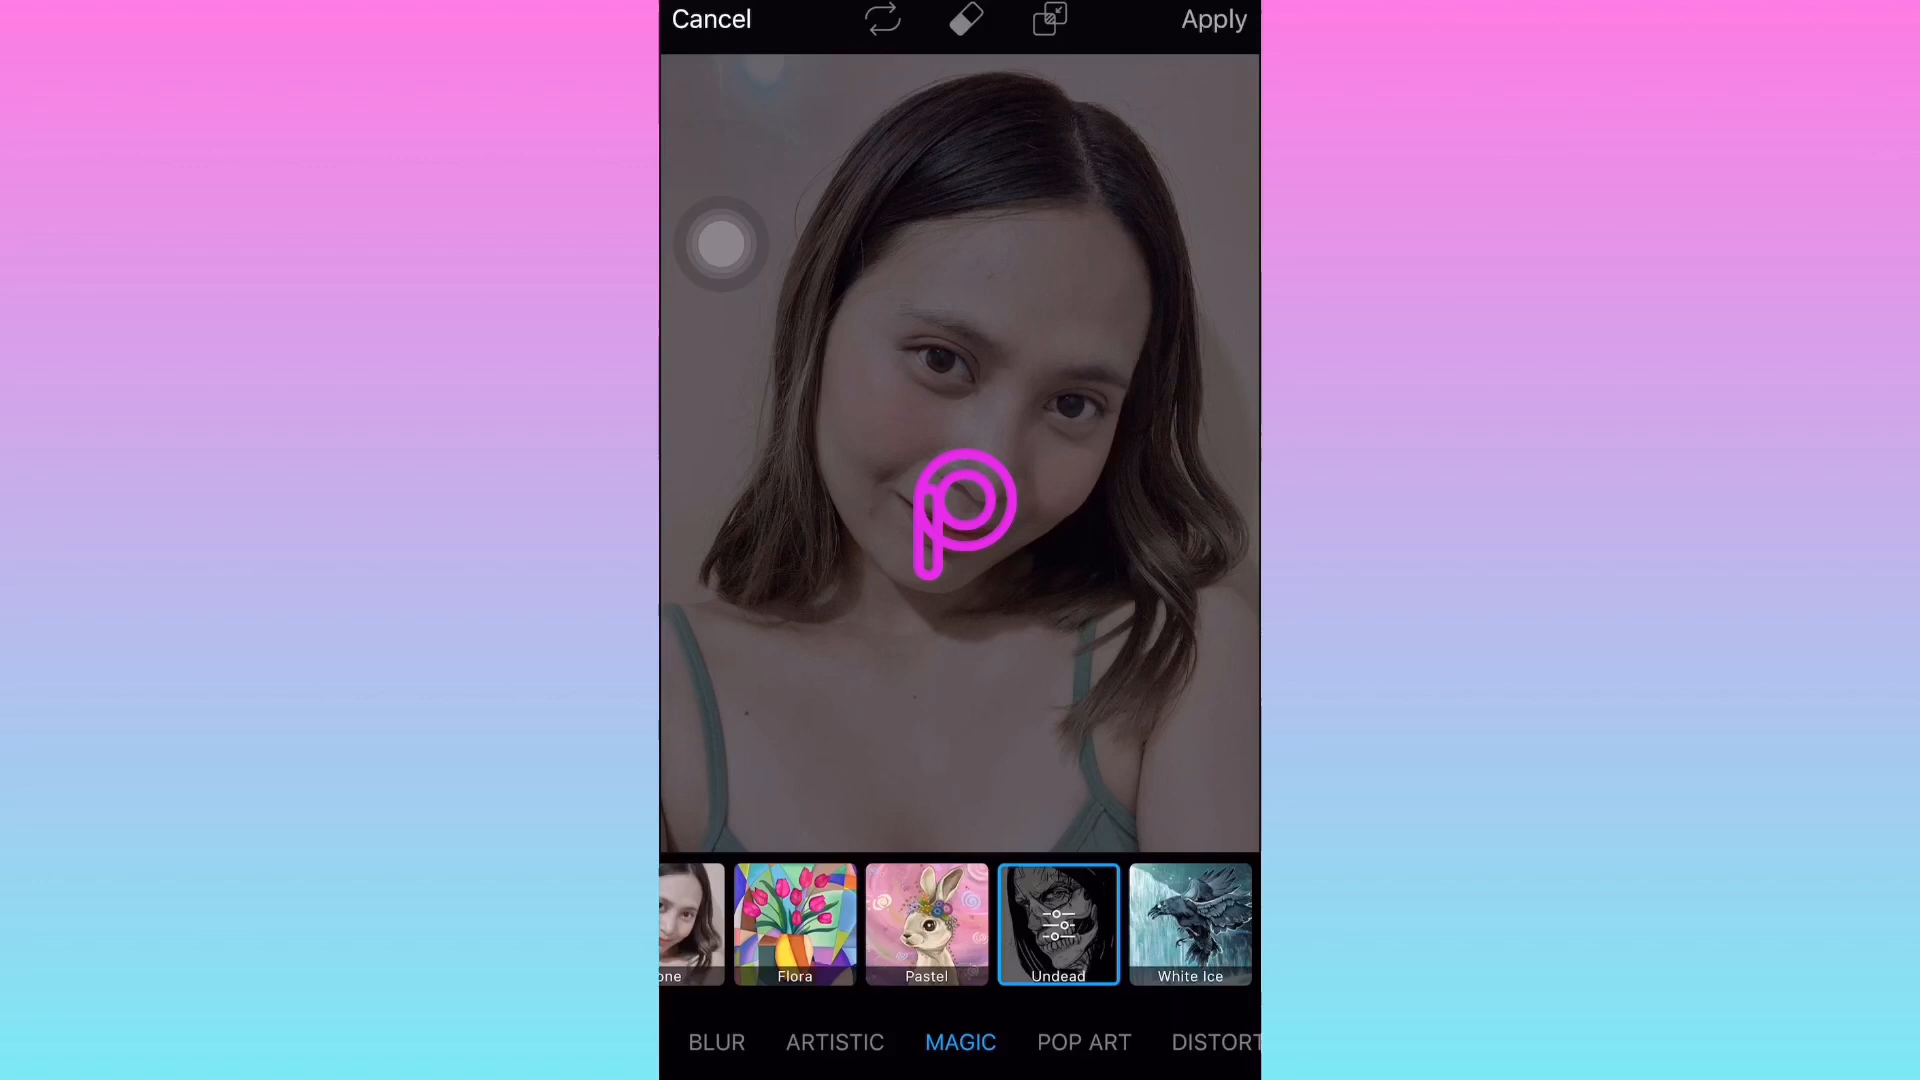 Cancel
Apply
one
Flora
Pastel
Undead
White Ice
BLUR
ARTISTIC
MAGIC
POP ART
DISTORT